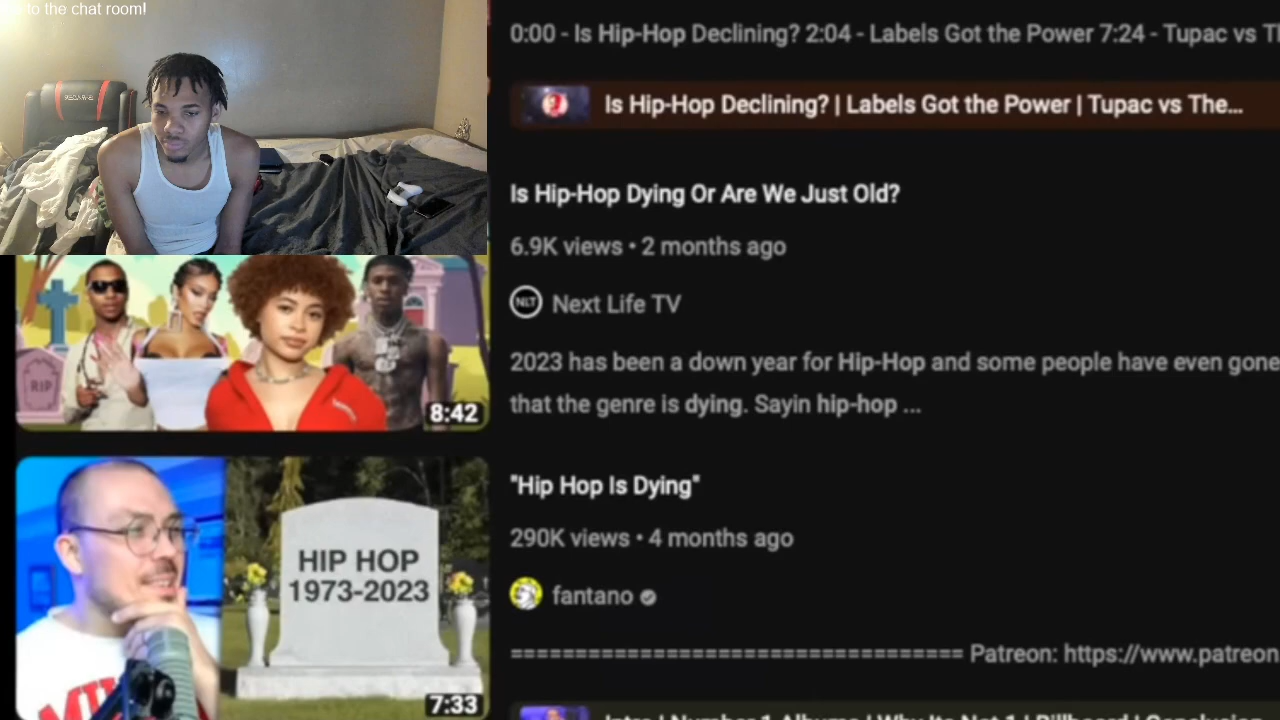 to the chat room!
0:00 - Is Hip-Hop Declining? 2:04 - Labels Got the Power 7:24 - Tupac vs
Is Hip-Hop Declining? | Labels Got the Power | Tupac vs The...
Is Hip-Hop Dying Or Are We Just Old?
6.9K views • 2 months ago
NLT Next Life TV
2023 has been a down year for Hip-Hop and some people have even gone
that the genre is dying. Sayin hip-hop ...
RIP
8:42
"Hip Hop Is Dying"
290K views • 4 months ago
fantano
HIP HOP
1973-2023
================================== Patreon: https://www.patreon
7:33